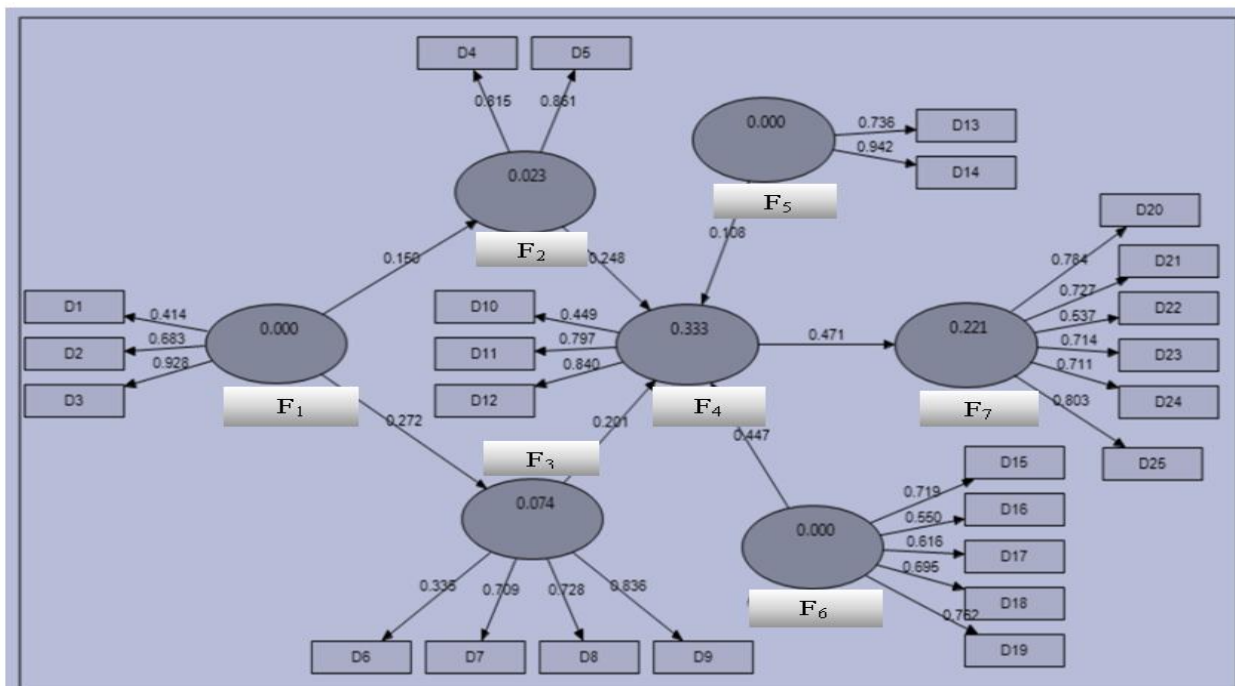 D4
D5
0.815
0.861
0.000
0.736
D13
0.942
D14
0.023
F₅
D20
F₂
0.108
0.150
0.248
0.784
D21
D1
0.414
0.000
D10
0.449
0.333
0.471
0.221
0.727
D22
0.537
D2
0.683
D11
0.797
0.714
D23
0.928
0.840
0.711
D3
F₁
D12
F₄
F₇
D24
0.803
0.272
0.201
0.447
F₃
D15
D25
0.074
0.719
0.000
0.550
D16
0.616
D17
0.695
0.335
0.709
0.728
0.836
F₆
D18
0.762
D6
D7
D8
D9
D19